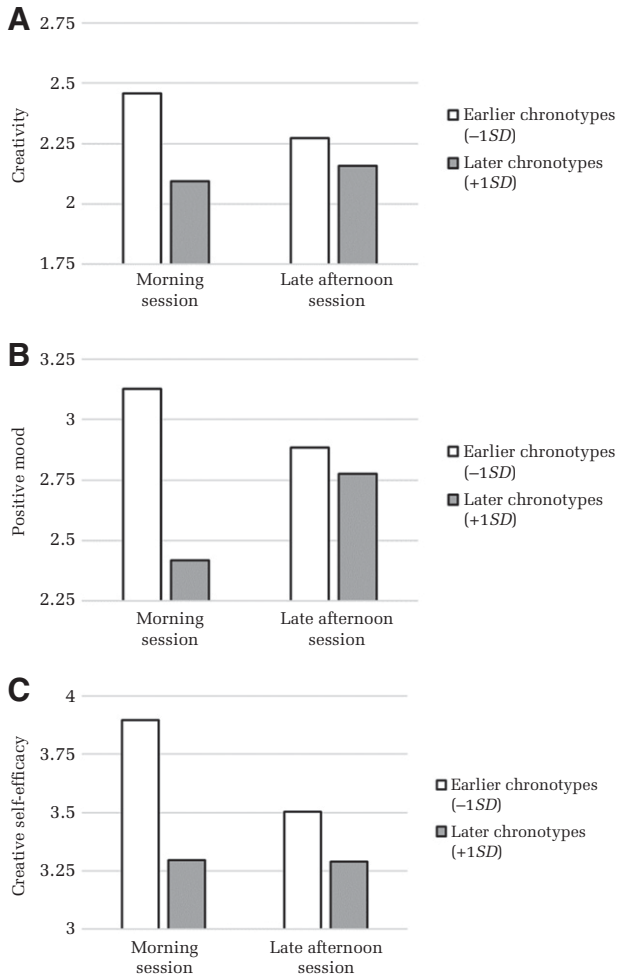 A
2.75
2.5
2.25
2
1.75
Creativity
Morning
session
Late afternoon
session
Earlier chronotypes
(−1SD)
Later chronotypes
(+1SD)
B
3.25
3
2.75
2.5
2.25
Positive mood
Morning
session
Late afternoon
session
Earlier chronotypes
(−1SD)
Later chronotypes
(+1SD)
C
4
3.75
3.5
3.25
3
Creative self-efficacy
Morning
session
Late afternoon
session
Earlier chronotypes
(−1SD)
Later chronotypes
(+1SD)